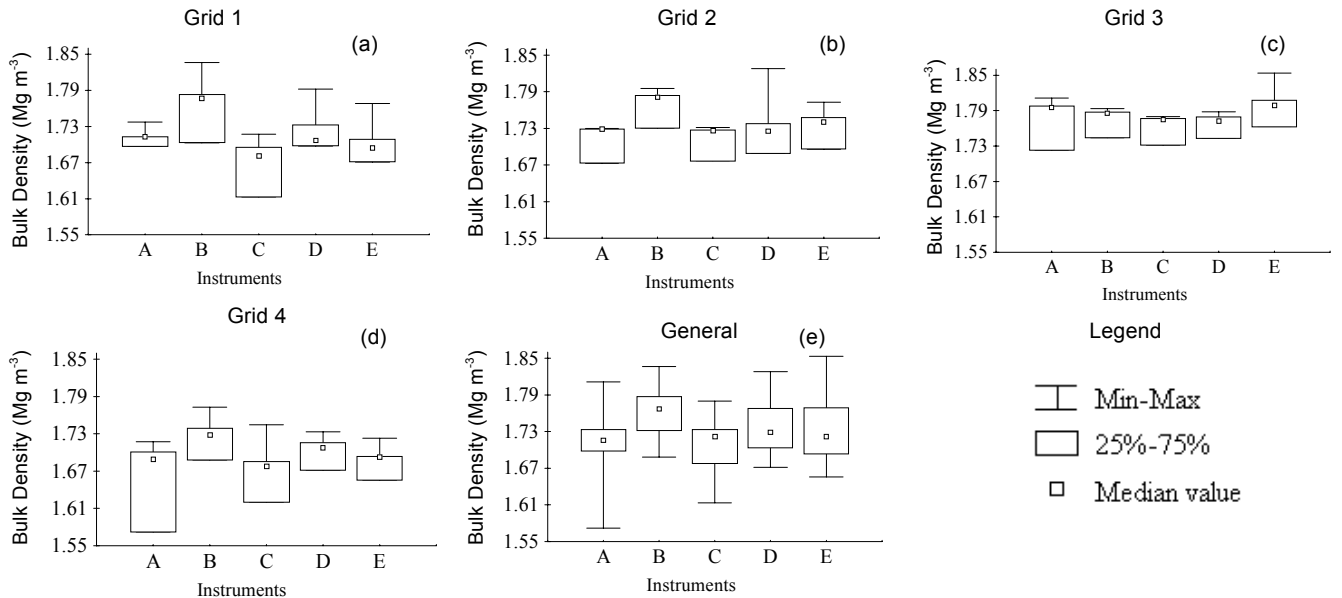 Grid 1
(a)
Bulk Density (Mg m⁻³)
1.85
1.79
1.73
1.67
1.61
1.55
A B C D E
Instruments
Grid 2
(b)
Bulk Density (Mg m⁻³)
1.85
1.79
1.73
1.67
1.61
1.55
A B C D E
Instruments
Grid 3
(c)
Bulk Density (Mg m⁻³)
1.85
1.79
1.73
1.67
1.61
1.55
A B C D E
Instruments
Grid 4
(d)
Bulk Density (Mg m⁻³)
1.85
1.79
1.73
1.67
1.61
1.55
A B C D E
Instruments
General
(e)
Bulk Density (Mg m⁻³)
1.85
1.79
1.73
1.67
1.61
1.55
A B C D E
Instruments
Legend
Min-Max
25%-75%
Median value